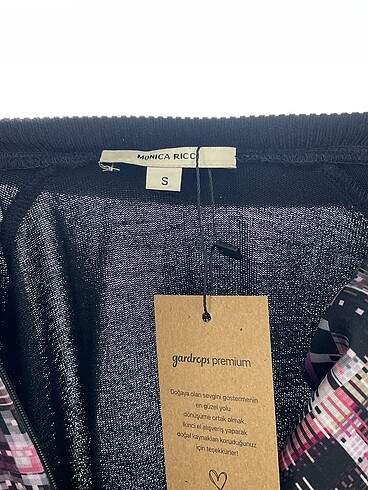 MONICA RICC
S
gardrops premium
Doğaya olan sevgini göstermenin
en güzel yolu
dönüşüme ortak olmak.
İkinci el alışveriş yaparak
doğal kaynakları koruduğunuz
için teşekkürler!